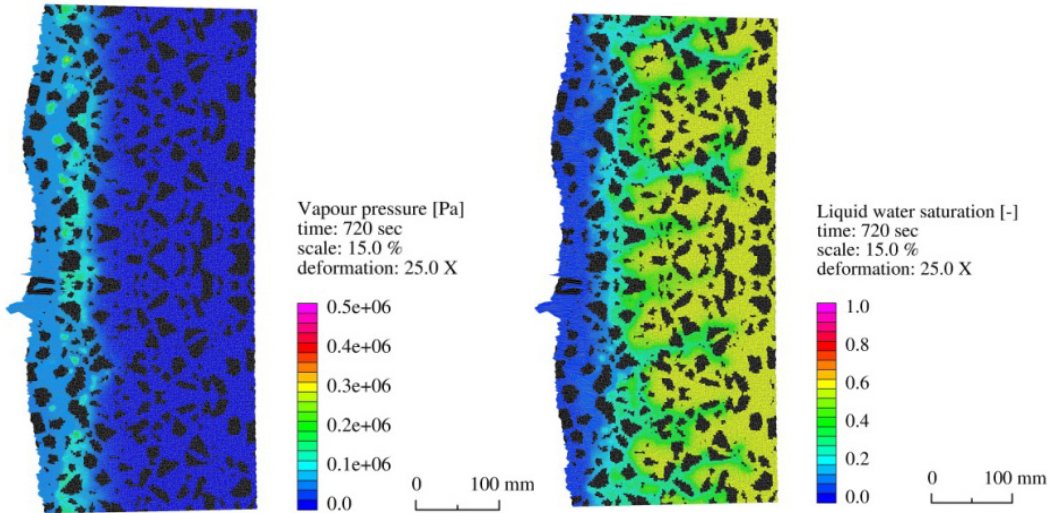 Vapour pressure [Pa]
time: 720 sec
scale: 15.0 %
deformation: 25.0 X
0.5e+06
0.4e+06
0.3e+06
0.2e+06
0.1e+06
0.0
0 100 mm
Liquid water saturation [-]
time: 720 sec
scale: 15.0 %
deformation: 25.0 X
1.0
0.8
0.6
0.4
0.2
0.0
0 100 mm